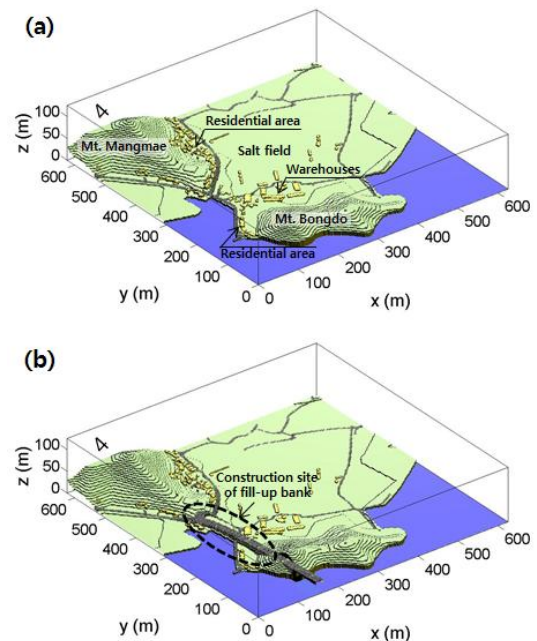 (a)
z (m)
100
50
0
4
Mt. Mangmae
Residential area
Salt field
Warehouses
Mt. Bongdo
Residential area
600
500
400
300
200
100
0
y (m)
0
100
200
300
400
500
600
x (m)
(b)
z (m)
100
50
0
4
Construction site
of fill-up bank
600
500
400
300
200
100
0
y (m)
0
100
200
300
400
500
600
x (m)